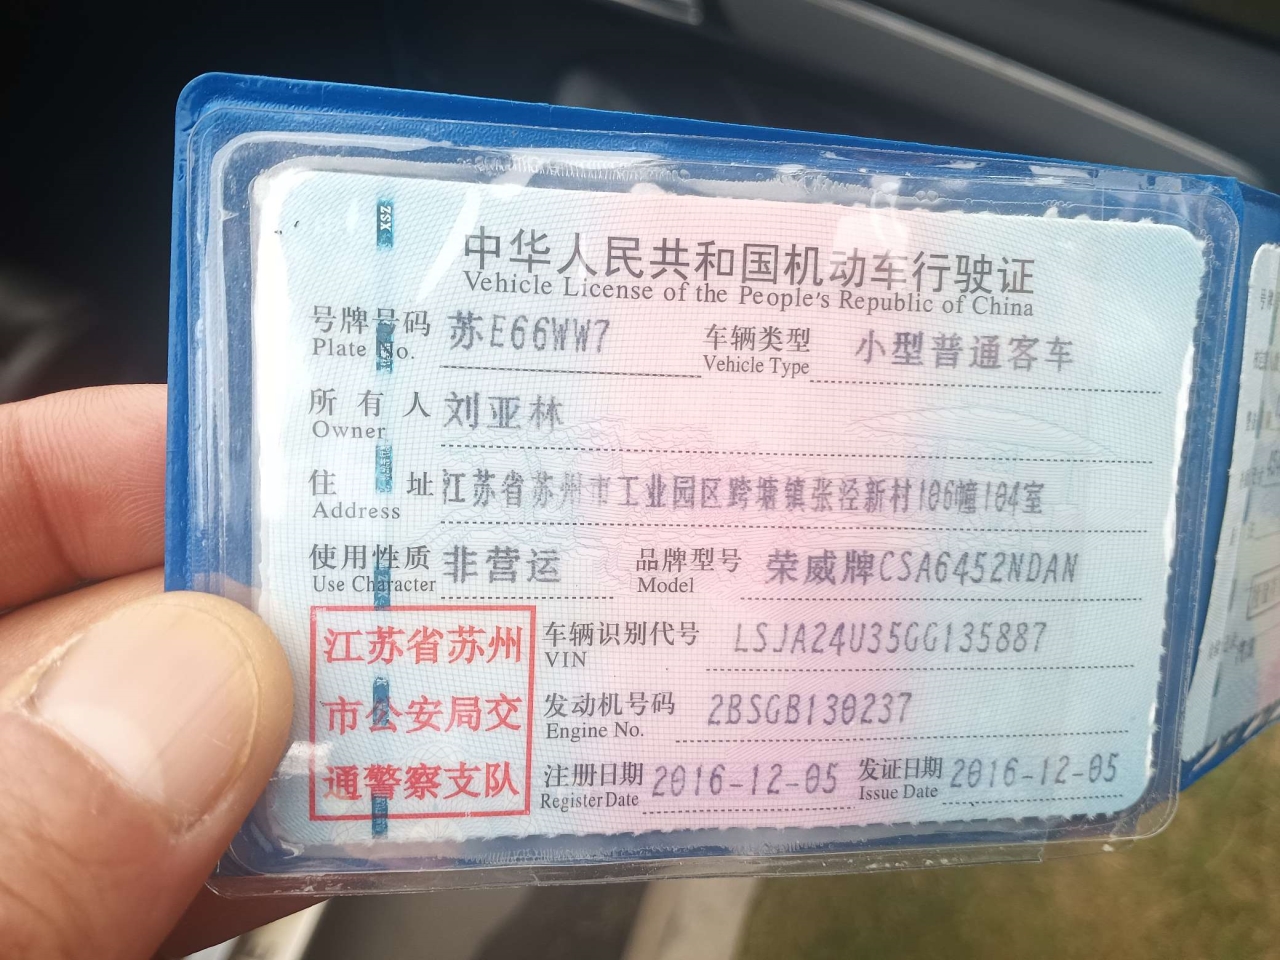 XSZ
中华人民共和国机动车行驶证
Vehicle License of the People's Republic of China
号牌号码 苏E66WW7 车辆类型 小型普通客车
Plate No. Vehicle Type
所有人 刘亚林
Owner
住址 江苏省苏州市工业园区跨塘镇张泾新村106幢104室
Address
使用性质 非营运 品牌型号 荣威牌CSA6452NDAN
Use Character Model
江苏省苏州
市公安局交
通警察支队
车辆识别代号 LSJA24U35GG135887
VIN
发动机号码 2BSGB130237
Engine No.
注册日期 2016-12-05 发证日期 2016-12-05
Register Date Issue Date